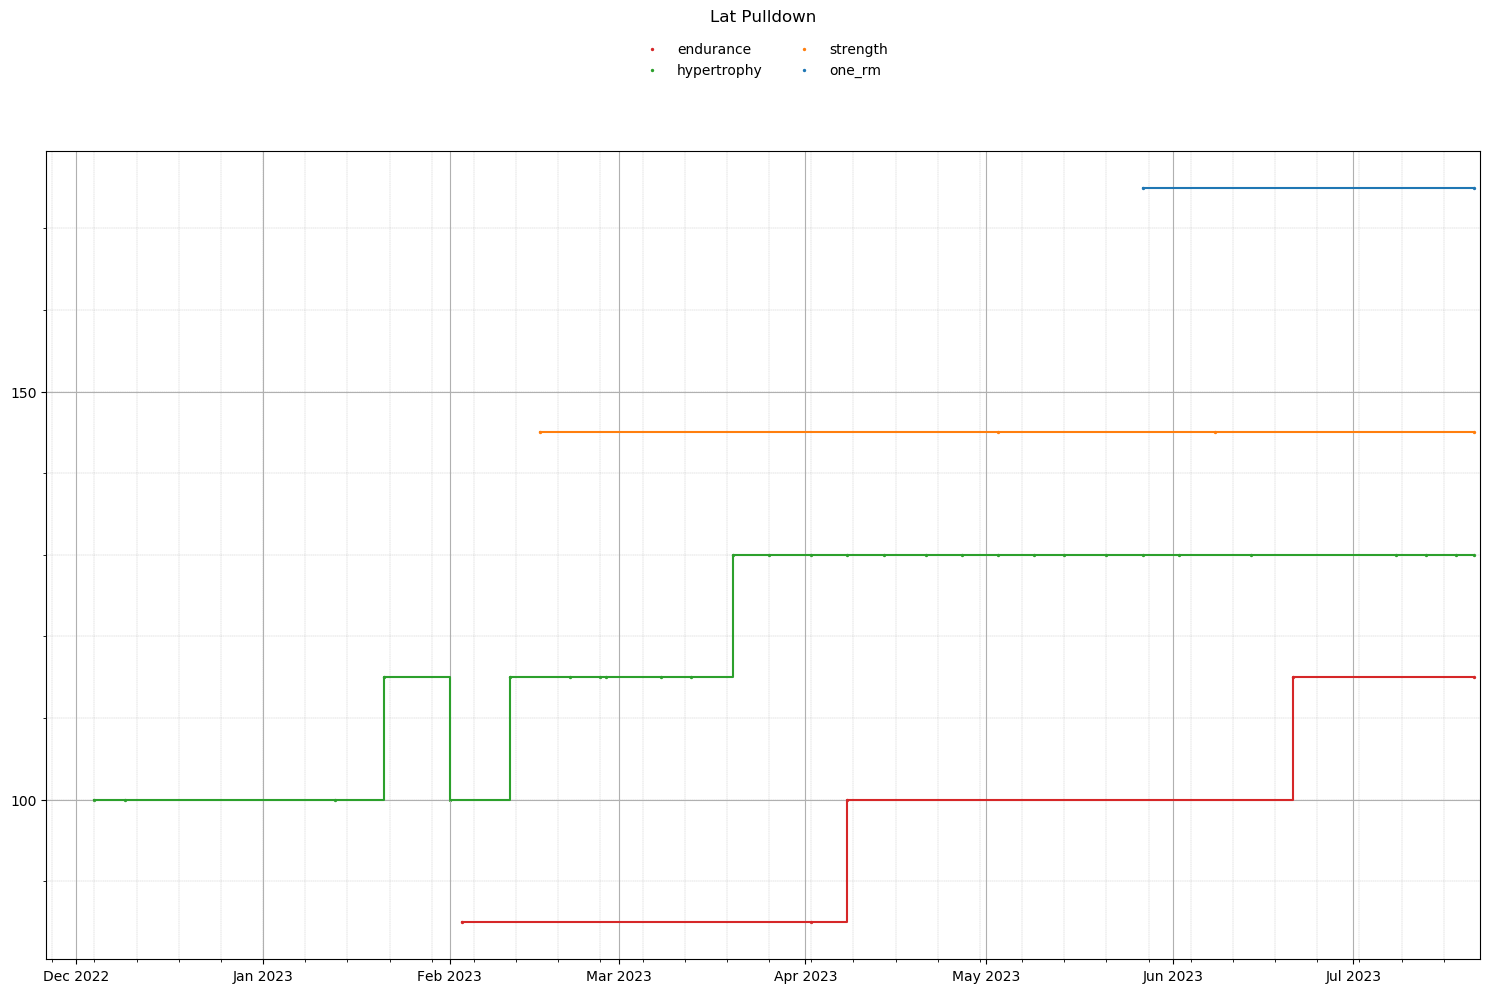 Lat Pulldown
endurance strength
hypertrophy one_rm
150
100
Dec 2022 Jan 2023 Feb 2023 Mar 2023 Apr 2023 May 2023 Jun 2023 Jul 2023